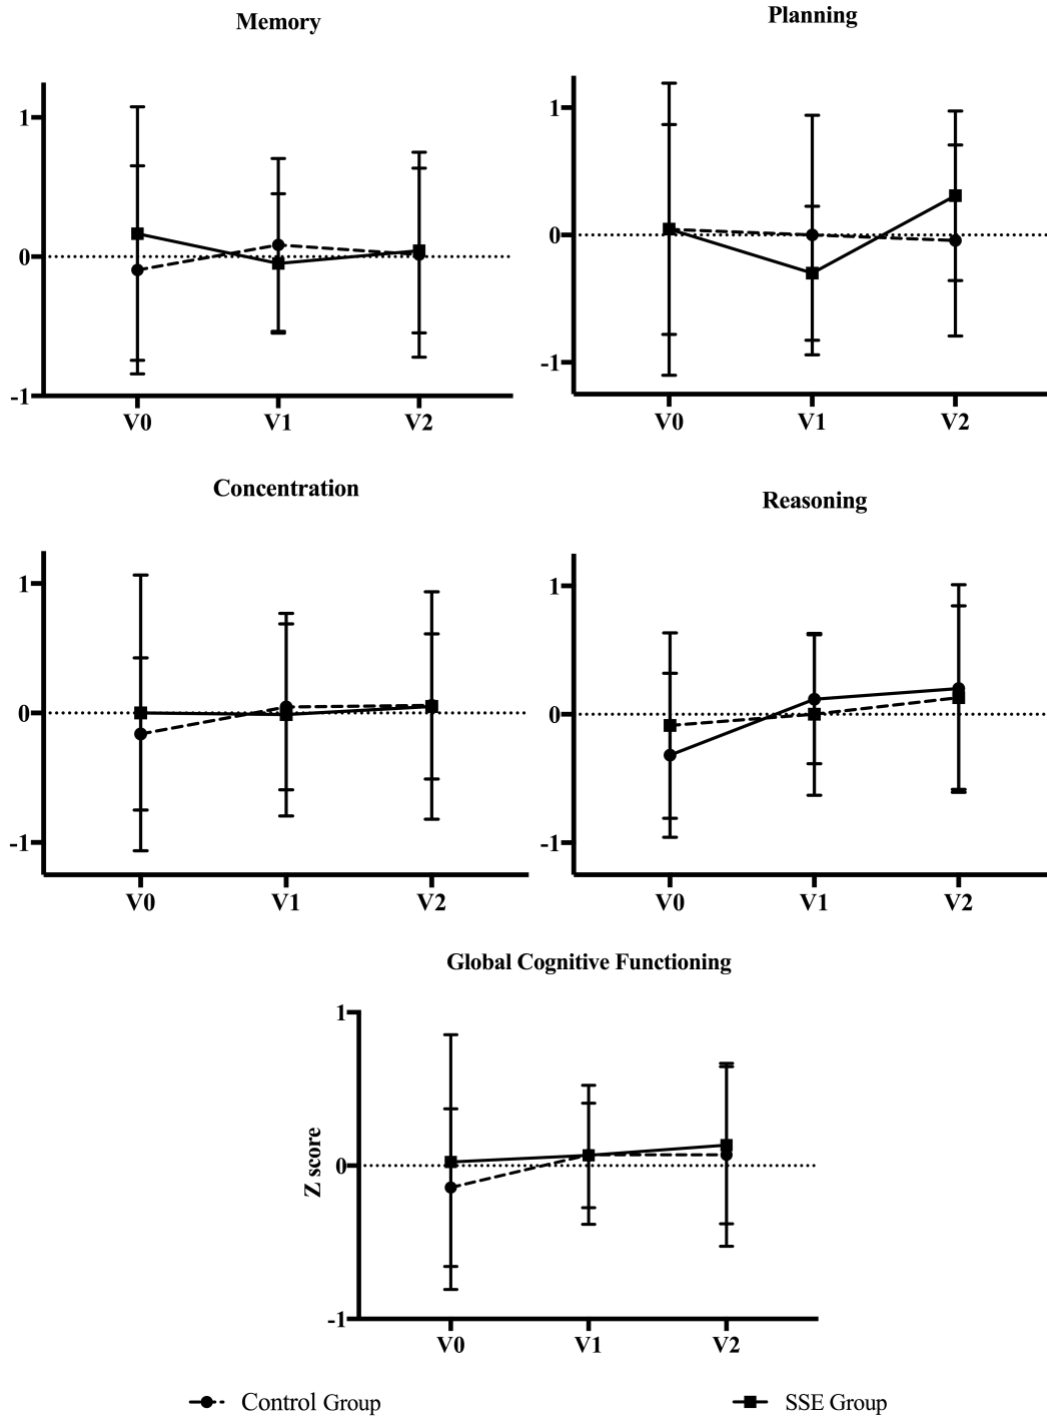 Memory
Planning
1
0
-1
V0 V1 V2
1
0
-1
V0 V1 V2
Concentration
Reasoning
1
0
-1
V0 V1 V2
1
0
-1
V0 V1 V2
Global Cognitive Functioning
Z score
1
0
-1
V0 V1 V2
Control Group
SSE Group